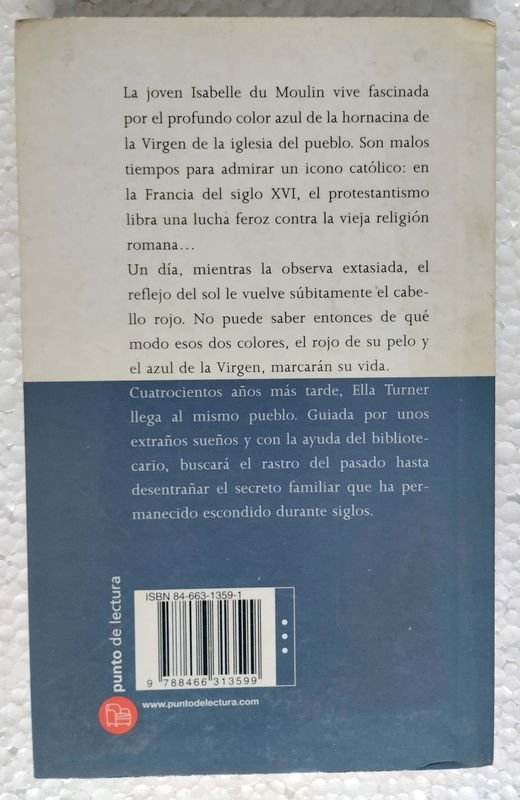 La joven Isabelle du Moulin vive fascinada
por el profundo color azul de la hornacina de
la Virgen de la iglesia del pueblo. Son malos
tiempos para admirar un icono católico: en
la Francia del siglo XVI, el protestantismo
libra una lucha feroz contra la vieja religión
romana...
Un día, mientras la observa extasiada, el
reflejo del sol le vuelve súbitamente el cabe-
llo rojo. No puede saber entonces de qué
modo esos dos colores, el rojo de su pelo y
el azul de la Virgen, marcarán su vida.
Cuatrocientos años más tarde, Ella Turner
llega al mismo pueblo. Guiada por unos
extraños sueños y con la ayuda del bibliote-
cario, buscará el rastro del pasado hasta
desentrañar el secreto familiar que ha per-
manecido escondido durante siglos.
punto de lectura
ISBN 84-663-1359-1
9 788466 313599
www.puntodelectura.com